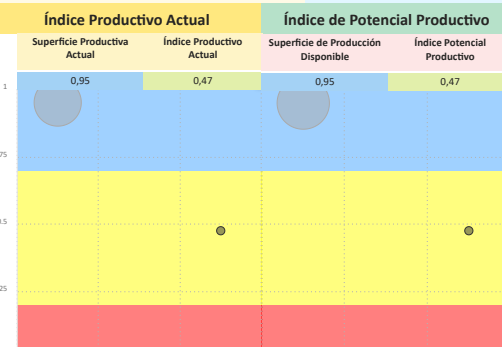 Índice Productivo Actual Índice de Potencial Productivo
Superficie Productiva Actual Índice Productivo Actual Superficie de Producción Disponible Índice Potencial Productivo
0,95 0,47 0,95 0,47
1
.75
0.5
.25